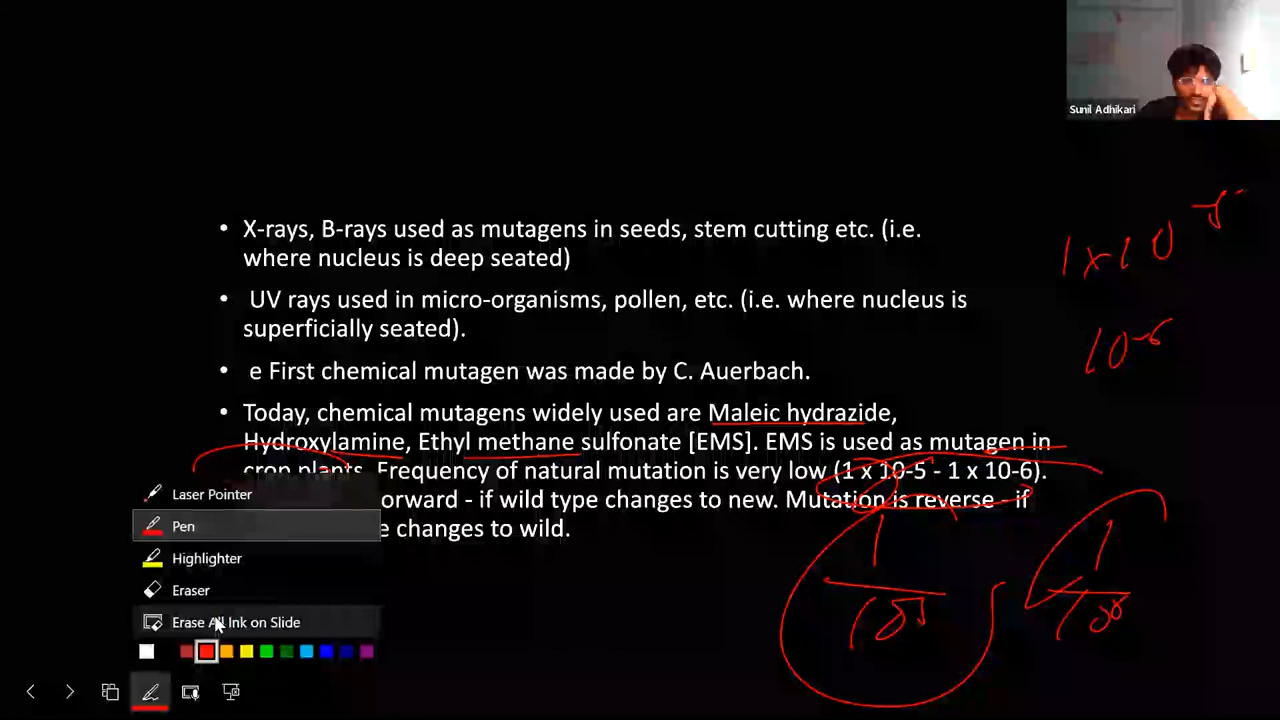 Sunil Adhikari
• X-rays, B-rays used as mutagens in seeds, stem cutting etc. (i.e.
where nucleus is deep seated)
• UV rays used in micro-organisms, pollen, etc. (i.e. where nucleus is
superficially seated).
• e First chemical mutagen was made by C. Auerbach.
• Today, chemical mutagens widely used are Maleic hydrazide,
Hydroxylamine, Ethyl methane sulfonate [EMS]. EMS is used as mutagen in
crop plants. Frequency of natural mutation is very low (1 x 10-5 - 1 x 10-6).
orward - if wild type changes to new. Mutation is reverse - if
e changes to wild.
1 x 10
10-6
1
1
Laser Pointer
Pen
Highlighter
Eraser
Erase All Ink on Slide